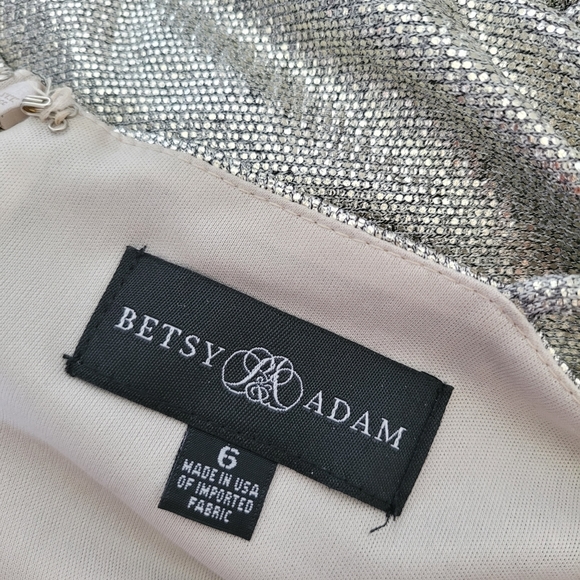 BETSY B&A ADAM
6
MADE IN USA
OF IMPORTED
FABRIC